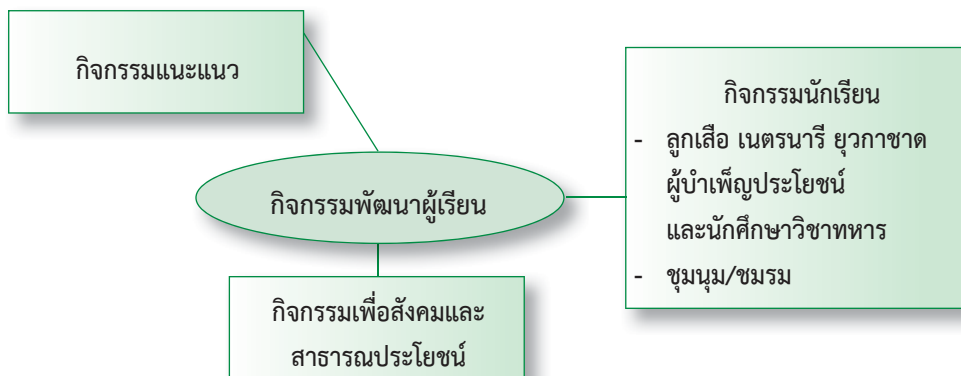 กิจกรรมแนะแนว
กิจกรรมนักเรียน
- ลูกเสือ เนตรนารี ยุวกาชาด
ผู้บำเพ็ญประโยชน์
และนักศึกษาวิชาทหาร
- ชุมนุม/ชมรม
กิจกรรมพัฒนาผู้เรียน
กิจกรรมเพื่อสังคมและ
สาธารณประโยชน์